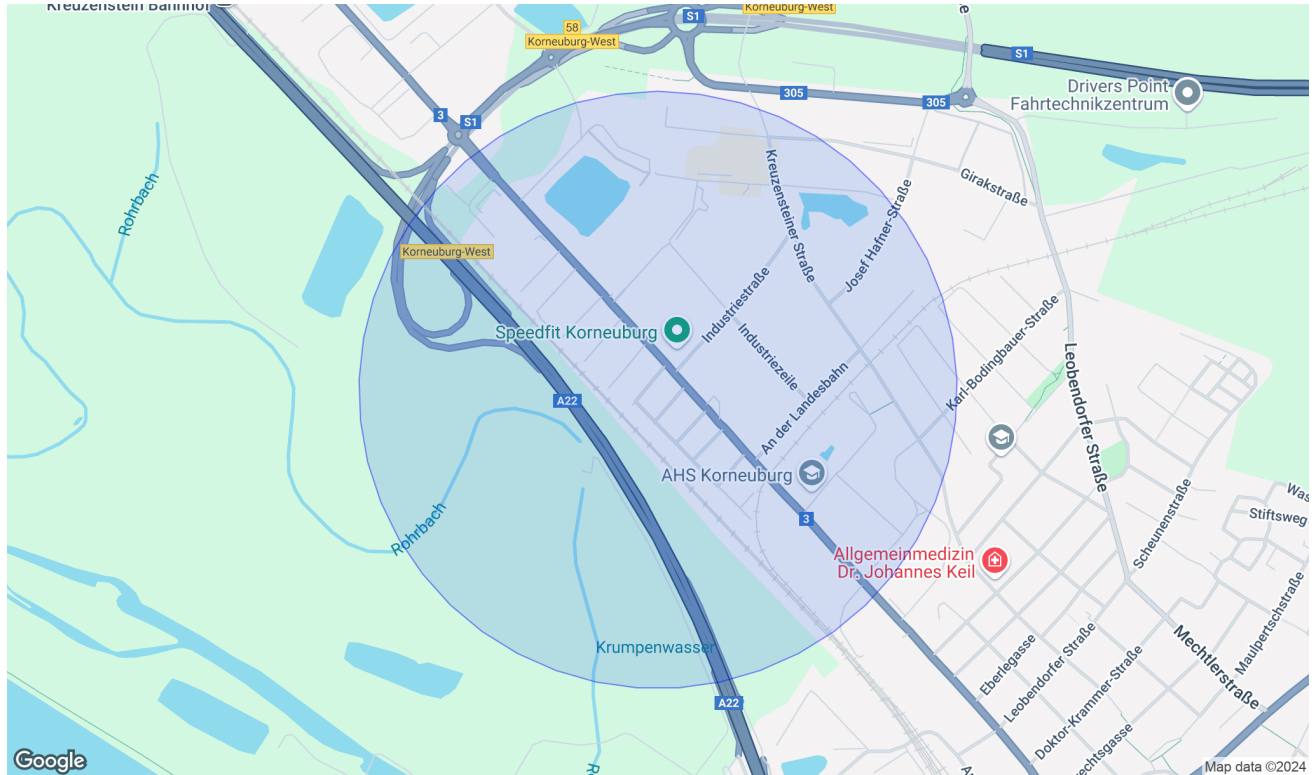 Kreuzenstein Bahnhof
58
Korneuburg-West
S1
Korneuburg-West
S1
Drivers Point
Fahrtechnikzentrum
305
305
3
S1
Rohrbach
Kreuzensteiner Straße
Girakstraße
Josef Hafner-Straße
Korneuburg-West
Speedfit Korneuburg
Industriestraße
Industriezeile
An der Landesbahn
Karl-Bodingbauer-Straße
Leobendorfer Straße
A22
AHS Korneuburg
3
Rohrbach
Scheunenstraße
Stiftsweg
Allgemeinmedizin
Dr. Johannes Keil
Maulpertschstraße
Mechtlerstraße
Krumpenwasser
Eberlegasse
Leobendorfer Straße
Doktor-Krammer-Straße
A22
Google
Map data ©2024